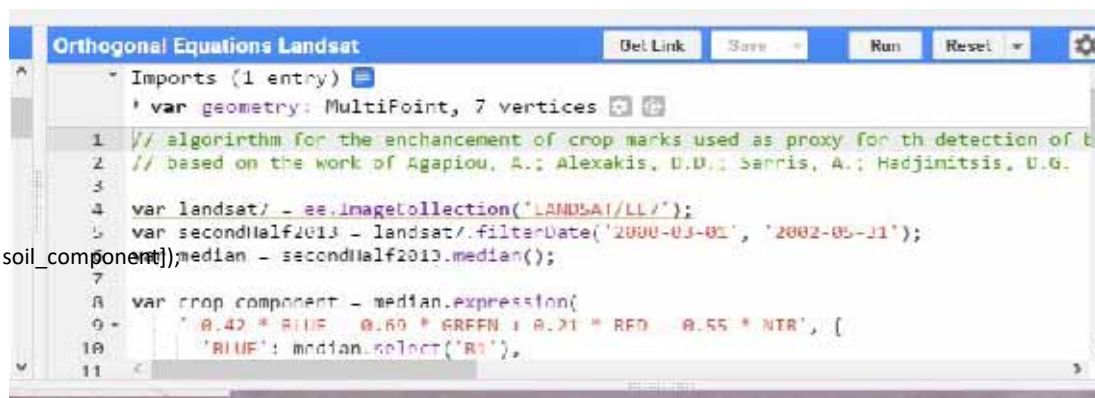 Orthogonal Equations Landsat Get Link Save Run Reset
Imports (1 entry)
var geometry: MultiPoint, 7 vertices
1 // algorirthm for the enchancement of crop marks used as proxy for th detection of b
2 // based on the work of Agapiou, A.; Alexakis, D.D.; Sarris, A.; Hadjimitsis, D.G.
3
4 var landsat7 = ee.ImageCollection('LANDSAT/LE7');
5 var secondHalf2013 = landsat7.filterDate('2000-03-01', '2002-05-31');
soil_component]);
6 var median = secondHalf2013.median();
7
8 var crop_component = median.expression(
9 0.42 * BLUE 0.69 * GREEN + 0.21 * RED 0.55 * NIR', {
10 'BLUE': median.select('B1'),
11